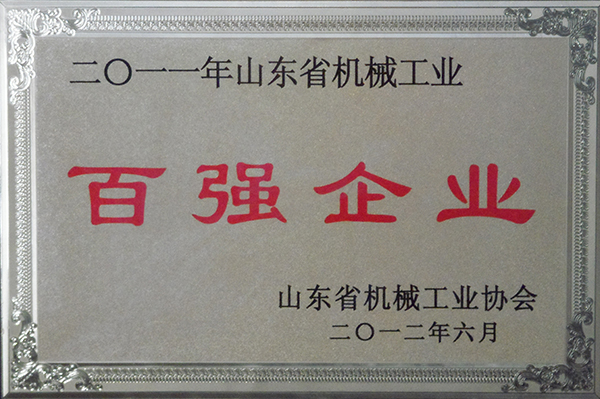 二〇一一年山东省机械工业
百强企业
山东省机械工业协会
二〇一二年六月